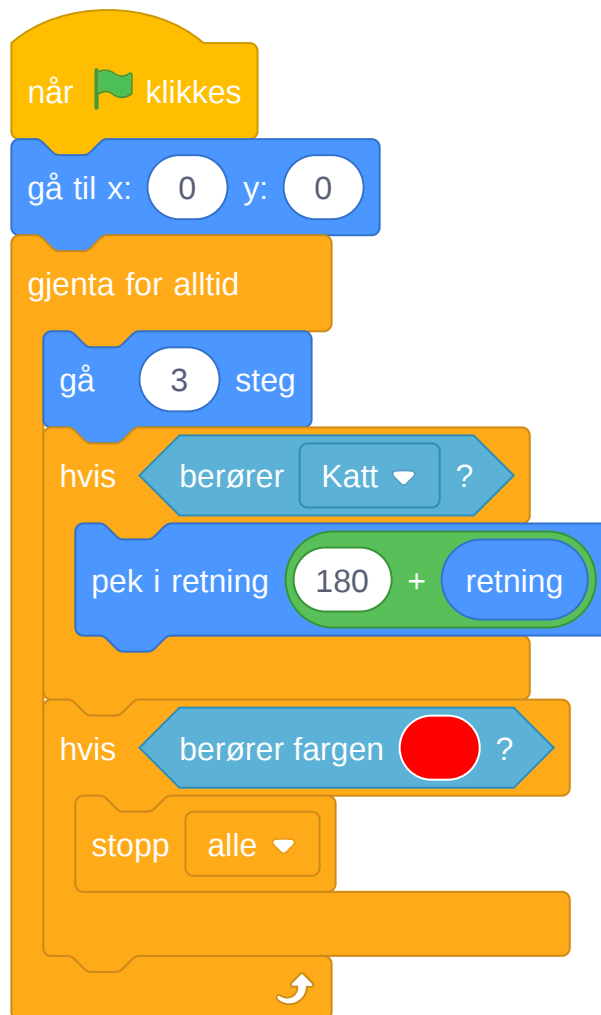 når klikkes
gå til x: 0 y: 0
gjenta for alltid
gå 3 steg
hvis berører Katt ?
pek i retning 180 + retning
hvis berører fargen ?
stopp alle